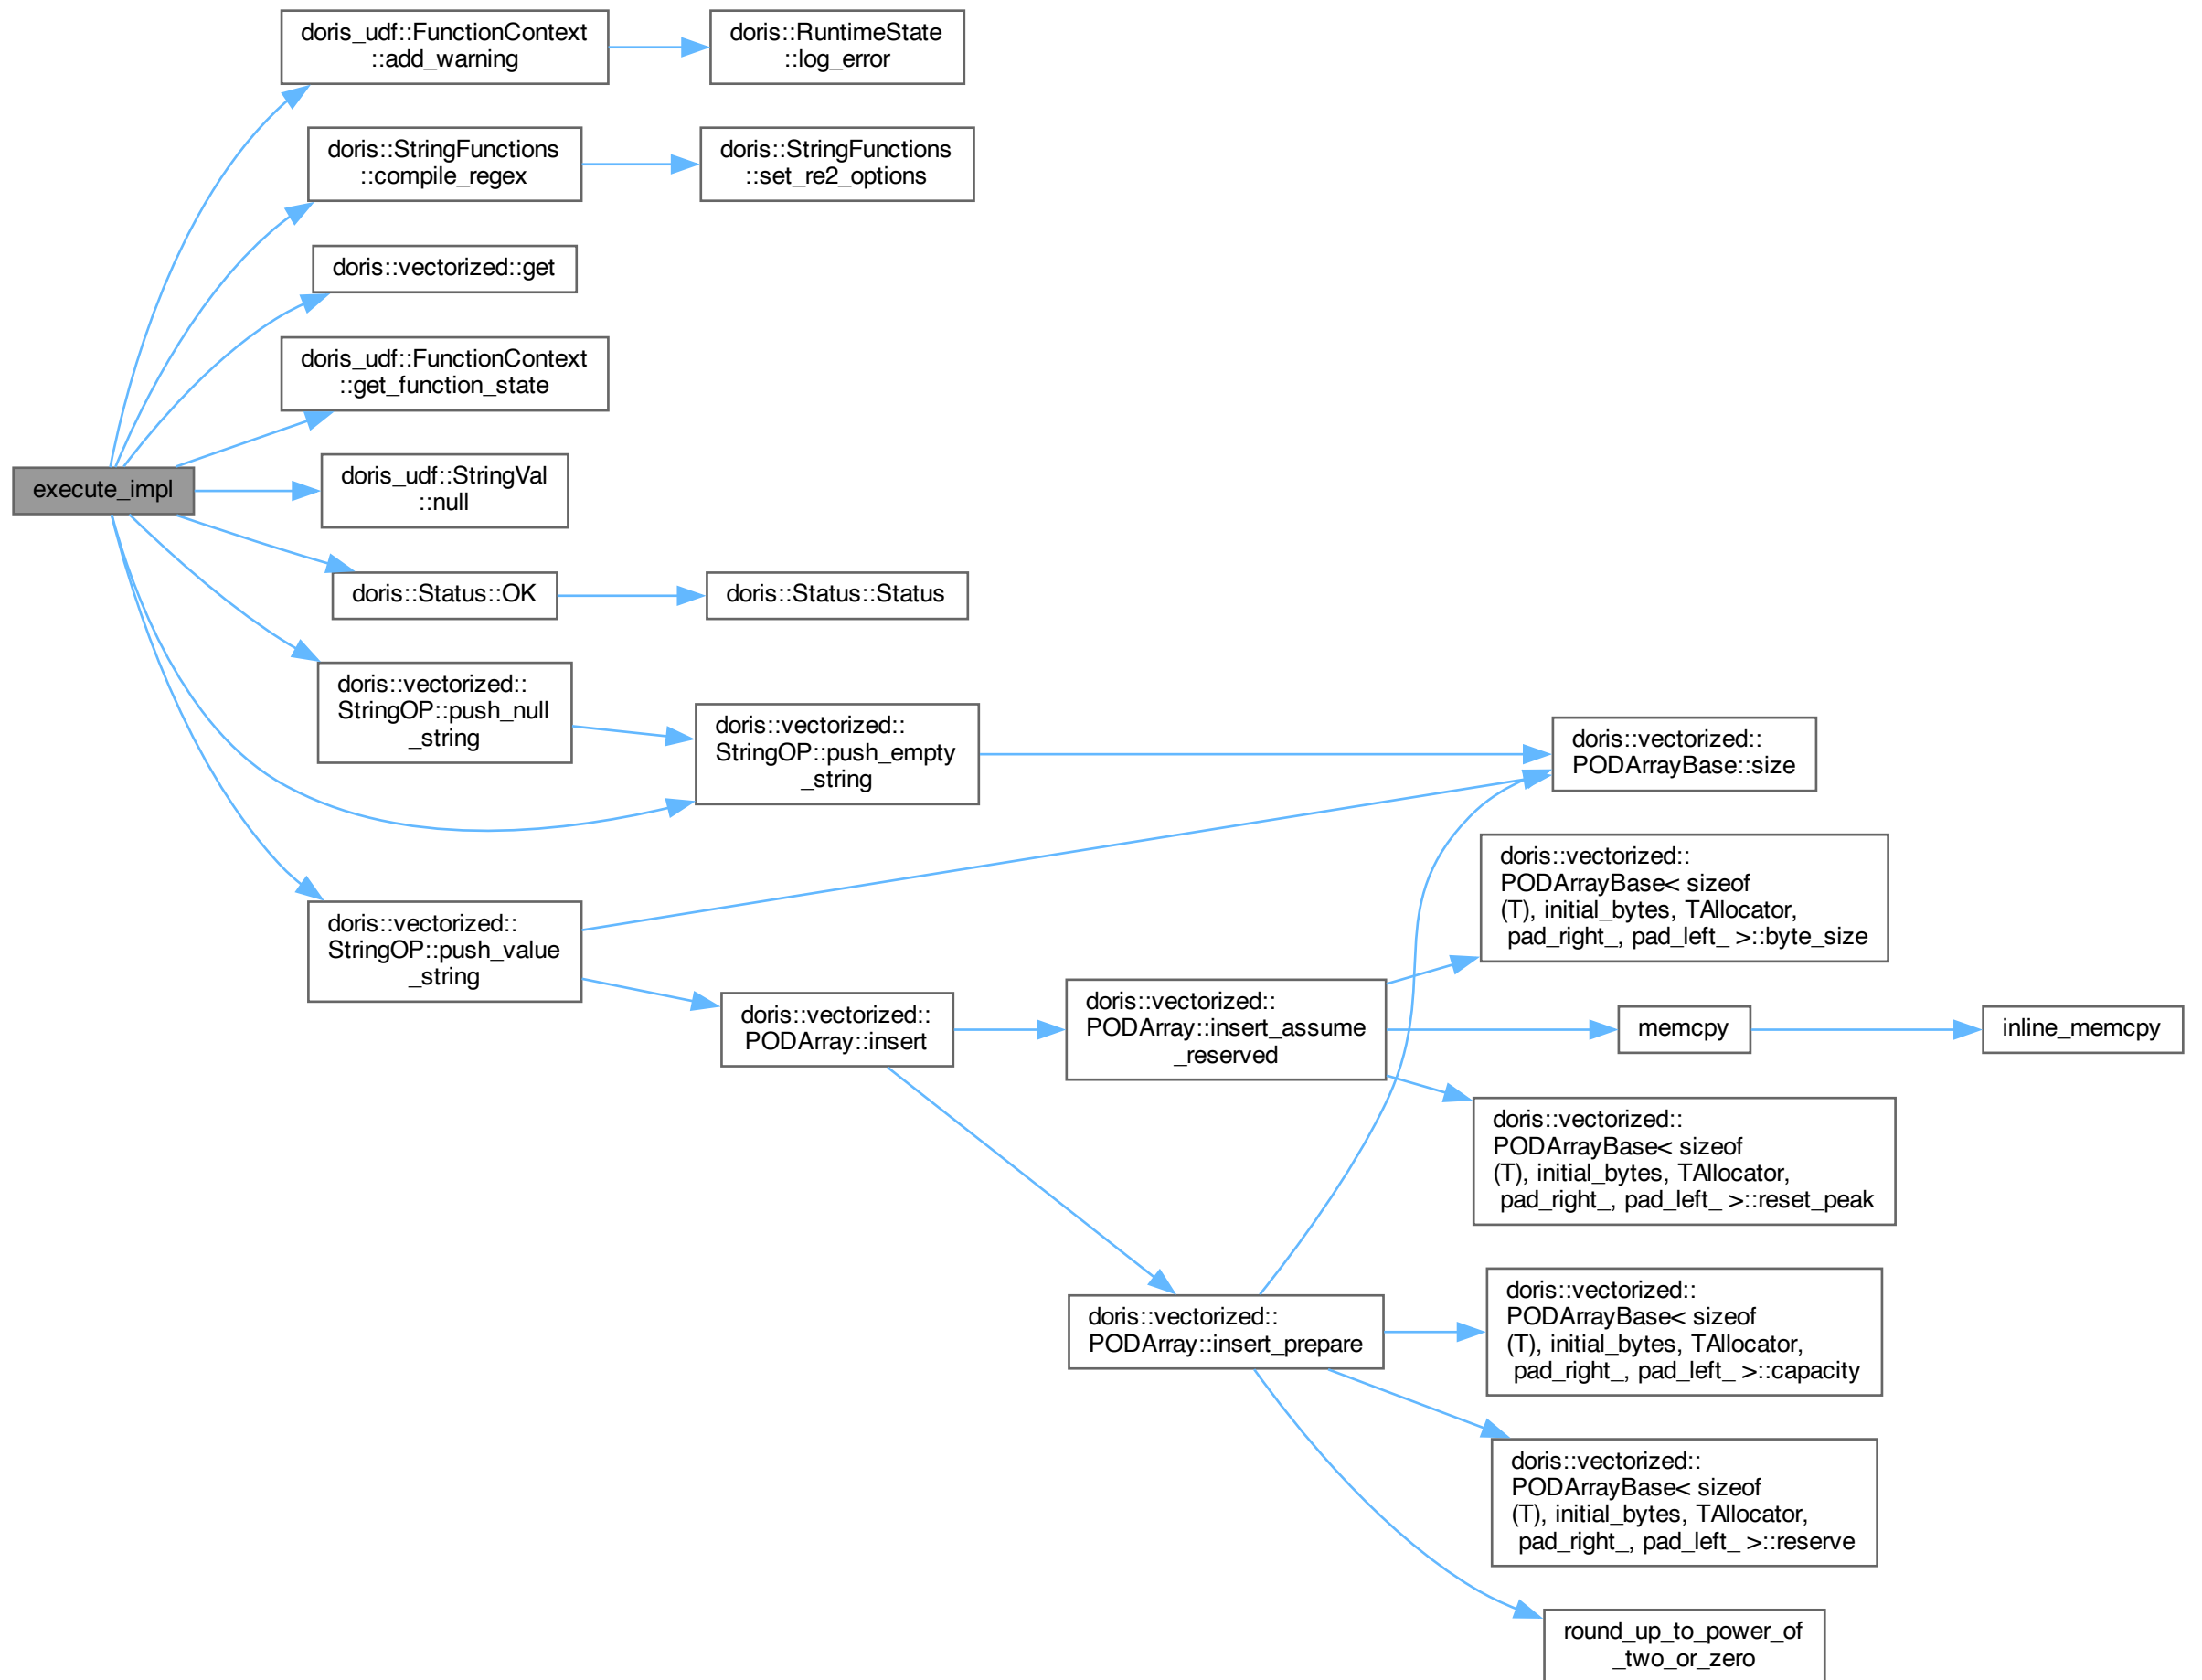 doris_udf::FunctionContext
::add_warning
doris::RuntimeState
::log_error
doris::StringFunctions
::compile_regex
doris::StringFunctions
::set_re2_options
doris::vectorized::get
doris_udf::FunctionContext
::get_function_state
execute_impl
doris_udf::StringVal
::null
doris::Status::OK
doris::Status::Status
doris::vectorized::
StringOP::push_null
_string
doris::vectorized::
StringOP::push_empty
_string
doris::vectorized::
PODArrayBase::size
doris::vectorized::
PODArrayBase< sizeof
(T), initial_bytes, TAllocator,
pad_right_, pad_left_ >::byte_size
doris::vectorized::
StringOP::push_value
_string
doris::vectorized::
PODArray::insert
doris::vectorized::
PODArray::insert_assume
_reserved
memcpy
inline_memcpy
doris::vectorized::
PODArrayBase< sizeof
(T), initial_bytes, TAllocator,
pad_right_, pad_left_ >::reset_peak
doris::vectorized::
PODArray::insert_prepare
doris::vectorized::
PODArrayBase< sizeof
(T), initial_bytes, TAllocator,
pad_right_, pad_left_ >::capacity
doris::vectorized::
PODArrayBase< sizeof
(T), initial_bytes, TAllocator,
pad_right_, pad_left_ >::reserve
round_up_to_power_of
_two_or_zero